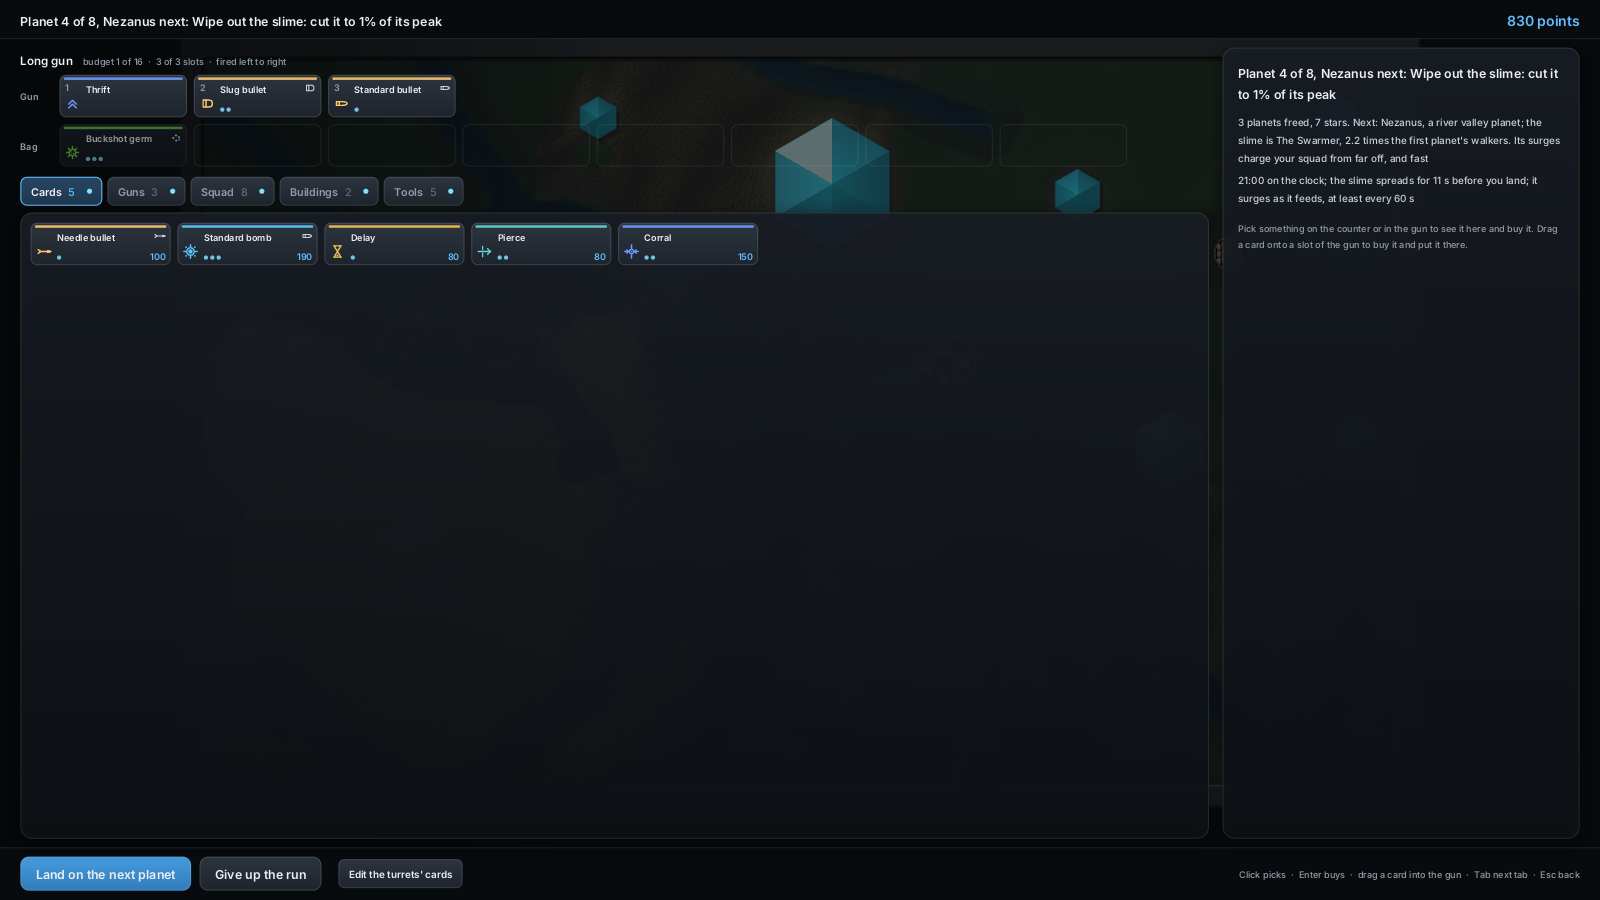 Planet 4 of 8, Nezanus next: Wipe out the slime: cut it to 1% of its peak
830 points
Long gun budget 1 of 16 · 3 of 3 slots · fired left to right
Gun
1 Thrift
2 Slug bullet
3 Standard bullet
Bag
Buckshot germ
Cards 5
Guns 3
Squad 8
Buildings 2
Tools 5
Needle bullet 100
Standard bomb 190
Delay 80
Pierce 80
Corral 150
Planet 4 of 8, Nezanus next: Wipe out the slime: cut it
to 1% of its peak
3 planets freed, 7 stars. Next: Nezanus, a river valley planet; the
slime is The Swarmer, 2.2 times the first planet's walkers. Its surges
charge your squad from far off, and fast
21:00 on the clock; the slime spreads for 11 s before you land; it
surges as it feeds, at least every 60 s
Pick something on the counter or in the gun to see it here and buy it. Drag
a card onto a slot of the gun to buy it and put it there.
Land on the next planet
Give up the run
Edit the turrets' cards
Click picks · Enter buys · drag a card into the gun · Tab next tab · Esc back